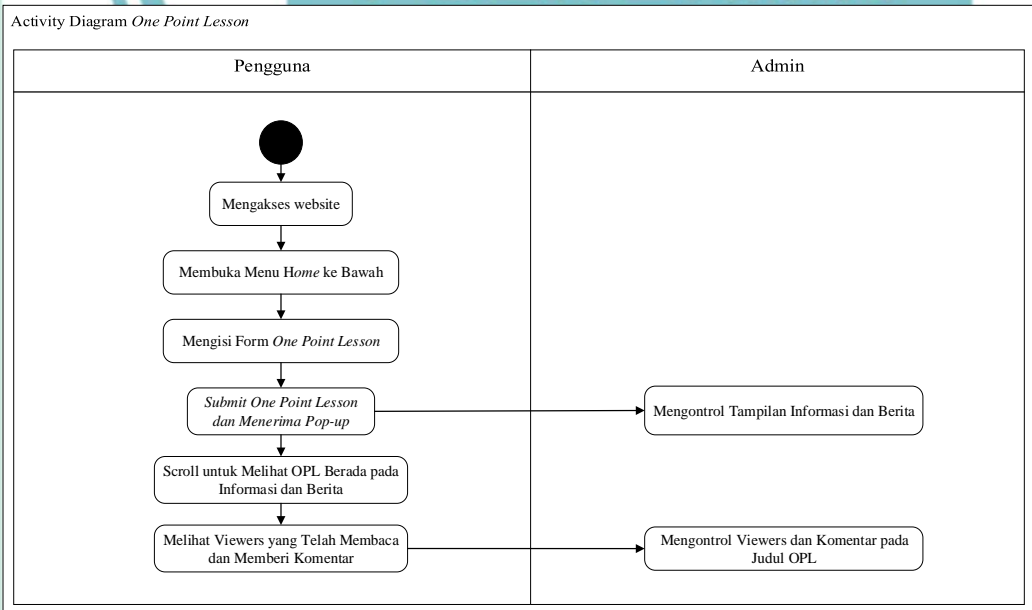 Activity Diagram One Point Lesson
Pengguna
Admin
Mengakses website
Membuka Menu Home ke Bawah
Mengisi Form One Point Lesson
Submit One Point Lesson
dan Menerima Pop-up
Mengontrol Tampilan Informasi dan Berita
Scroll untuk Melihat OPL Berada pada
Informasi dan Berita
Melihat Viewers yang Telah Membaca
dan Memberi Komentar
Mengontrol Viewers dan Komentar pada
Judul OPL